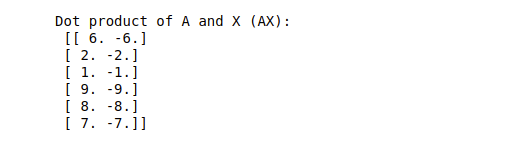 Dot product of A and X (AX):
[[ 6. -6.]
[ 2. -2.]
[ 1. -1.]
[ 9. -9.]
[ 8. -8.]
[ 7. -7.]]